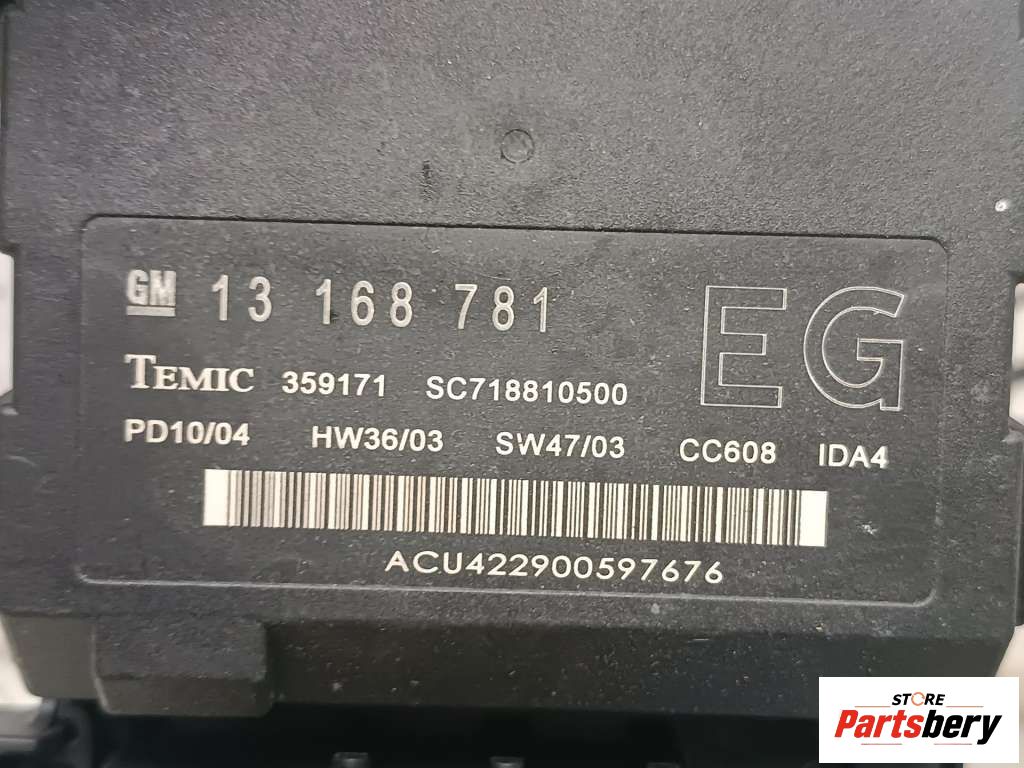 GM 13 168 781 EG
TEMIC 359171 SC718810500
PD10/04 HW36/03 SW47/03 CC608 IDA4
ACU422900597676
STORE
Partsbery